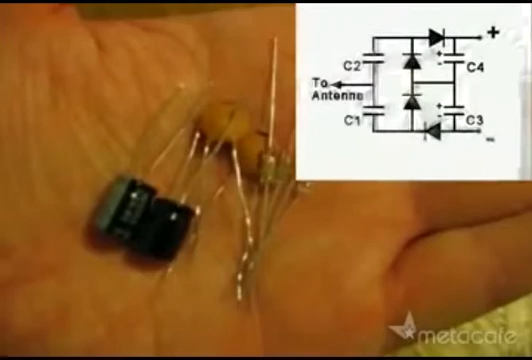 +
C2
+
-
C4
To
Antenna
+
-
C1
C3
-
metacafe